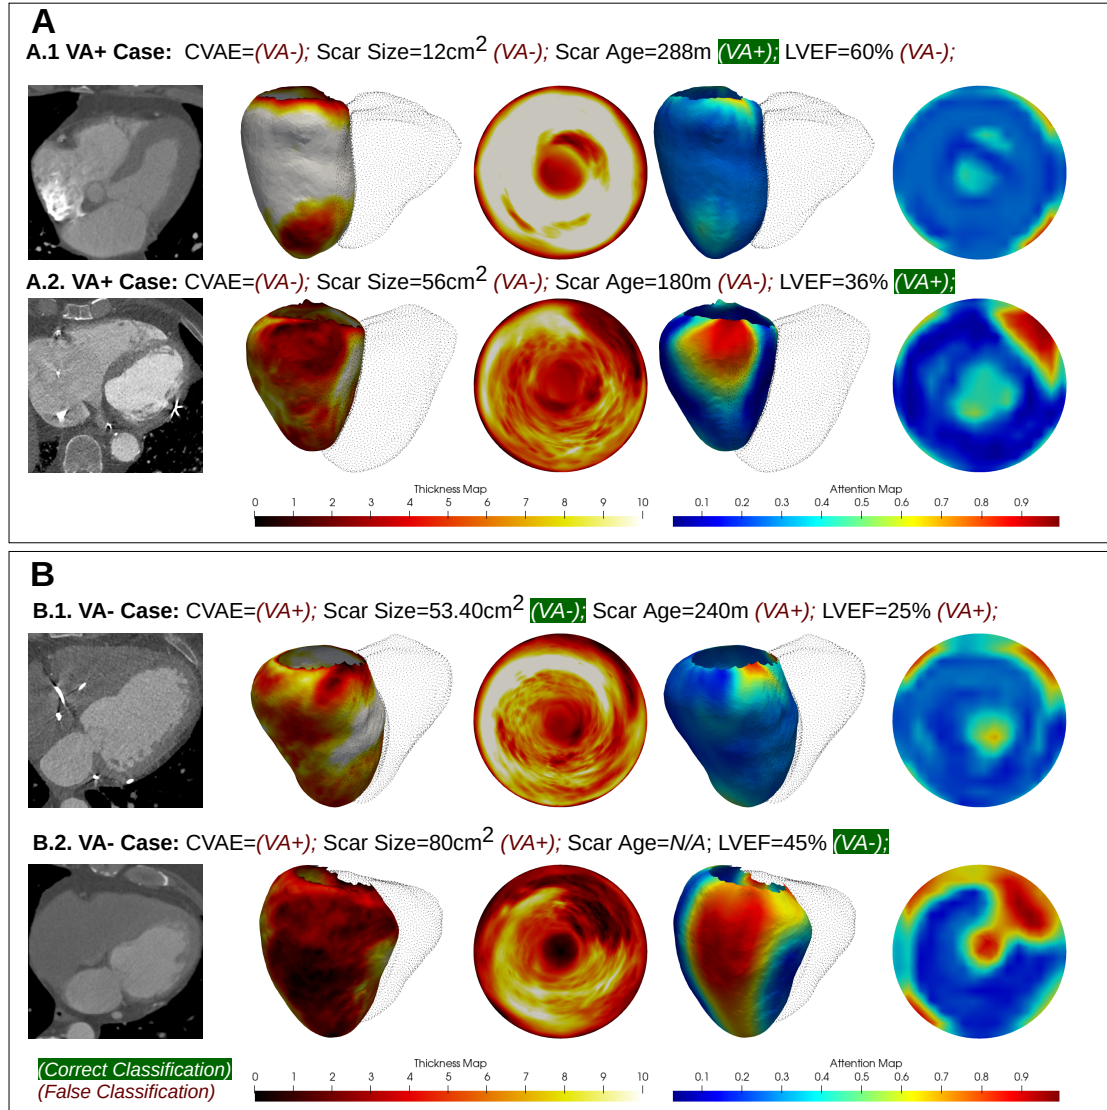 A
A.1 VA+ Case: CVAE=(VA-); Scar Size=12cm² (VA-); Scar Age=288m (VA+); LVEF=60% (VA-);
A.2. VA+ Case: CVAE=(VA-); Scar Size=56cm² (VA-); Scar Age=180m (VA-); LVEF=36% (VA+);
Thickness Map Attention Map
0 1 2 3 4 5 6 7 8 9 10 0.1 0.2 0.3 0.4 0.5 0.6 0.7 0.8 0.9
B
B.1. VA- Case: CVAE=(VA+); Scar Size=53.40cm² (VA-); Scar Age=240m (VA+); LVEF=25% (VA+);
B.2. VA- Case: CVAE=(VA+); Scar Size=80cm² (VA+); Scar Age=N/A; LVEF=45% (VA-);
(Correct Classification)
(False Classification)
Thickness Map Attention Map
0 1 2 3 4 5 6 7 8 9 10 0.1 0.2 0.3 0.4 0.5 0.6 0.7 0.8 0.9